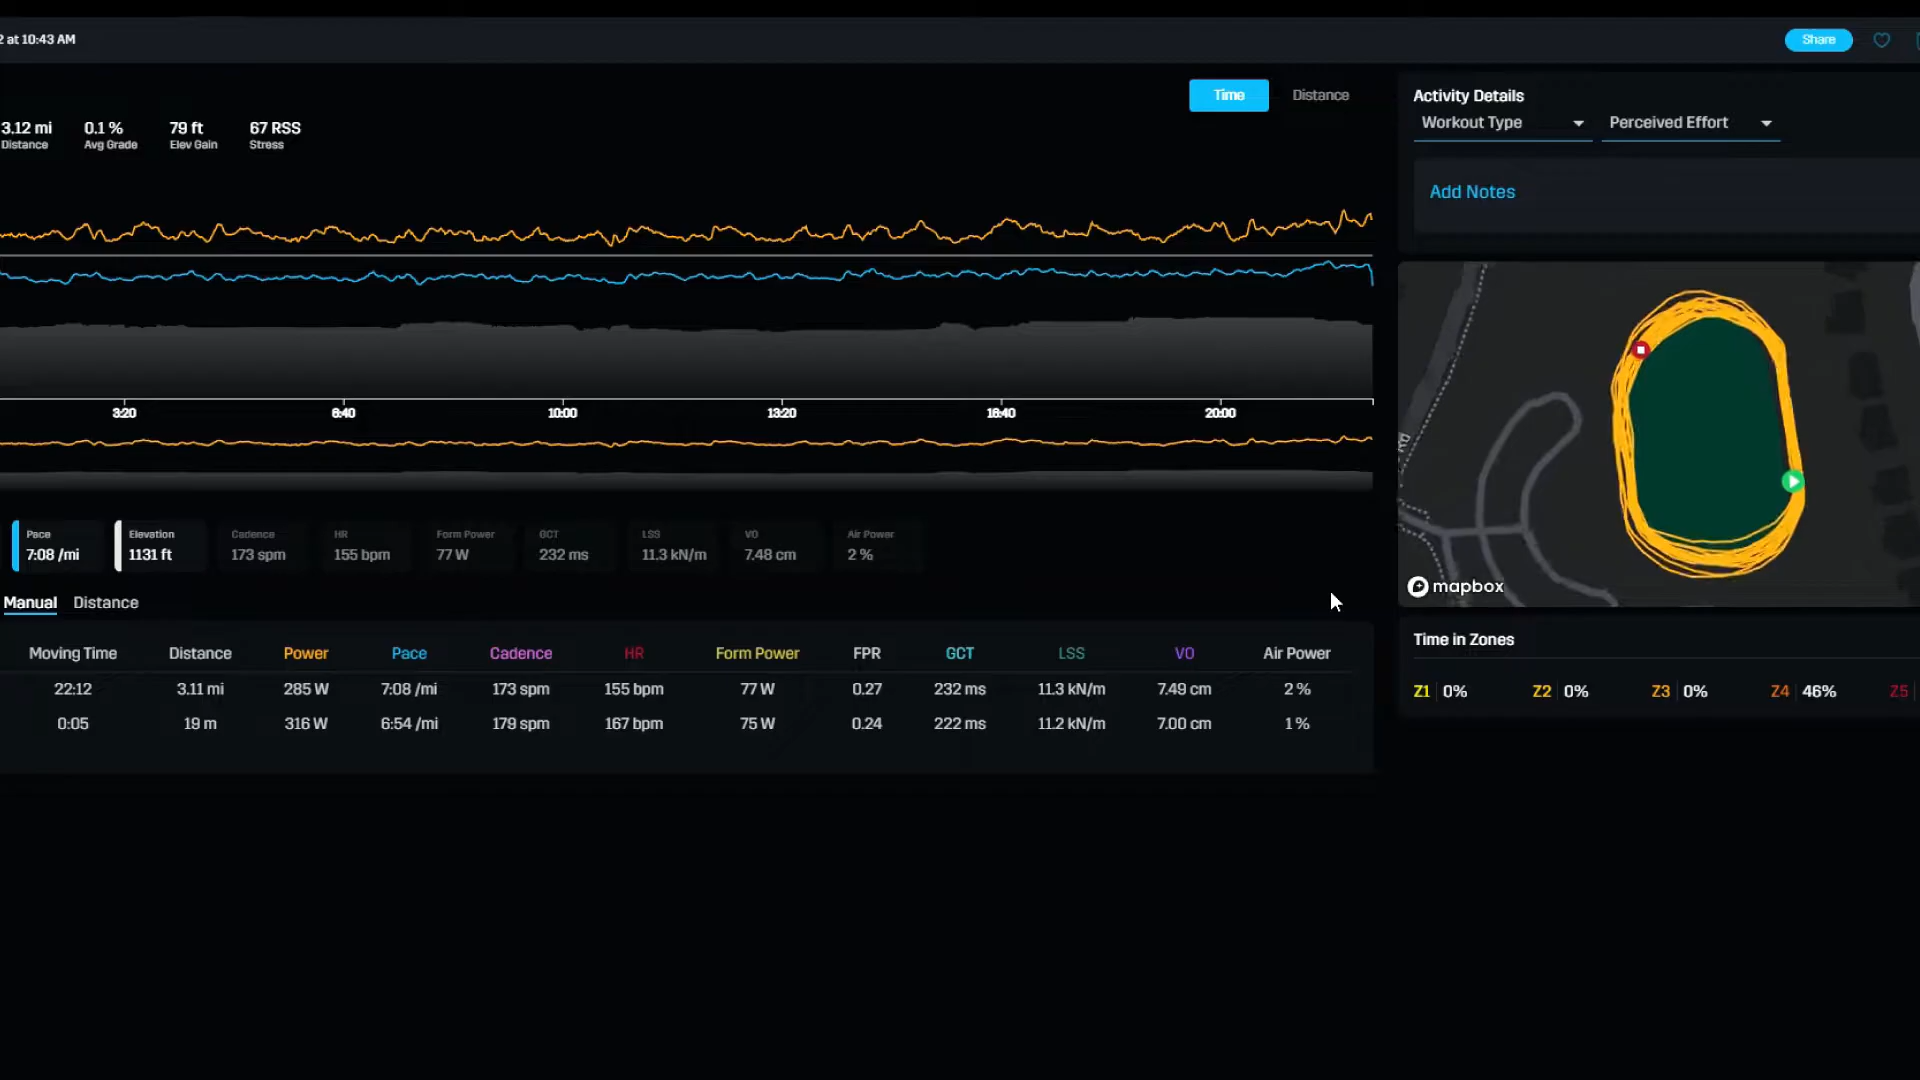 2 at 10:43 AM
Share
Time Distance
Activity Details
Workout Type Perceived Effort
3.12 mi 0.1 % 79 ft 67 RSS
Distance Avg Grade Elev Gain Stress
Add Notes
3:20 6:40 10:00 13:20 16:40 20:00
Rd
mapbox
Pace Elevation Cadence HR Form Power GCT LSS VO Air Power
7:08 /mi 1131 ft 173 spm 155 bpm 77 W 232 ms 11.3 kN/m 7.48 cm 2 %
Manual Distance
Moving Time Distance Power Pace Cadence HR Form Power FPR GCT LSS VO Air Power
22:12 3.11 mi 285 W 7:08 /mi 173 spm 155 bpm 77 W 0.27 232 ms 11.3 kN/m 7.49 cm 2 %
0:05 19 m 316 W 6:54 /mi 179 spm 167 bpm 75 W 0.24 222 ms 11.2 kN/m 7.00 cm 1 %
Time in Zones
Z1 0% Z2 0% Z3 0% Z4 46% Z5